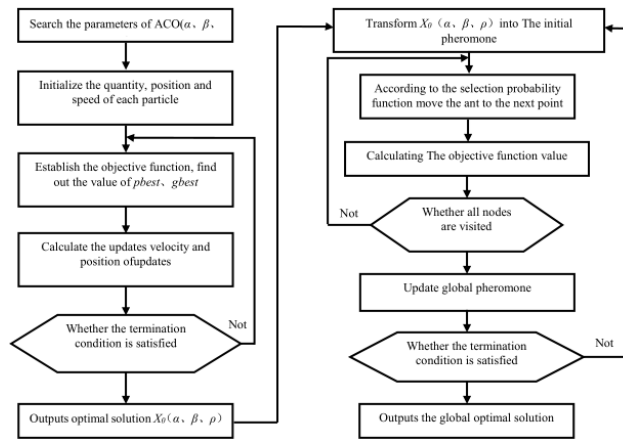 Search the parameters of ACO(α、β、
Initialize the quantity, position and
speed of each particle
Establish the objective function, find
out the value of pbest、gbest
Calculate the updates velocity and
position ofupdates
Whether the termination
condition is satisfied
Not
Outputs optimal solution X₀（α、β、ρ）
Transform X₀（α、β、ρ）into The initial
pheromone
According to the selection probability
function move the ant to the next point
Calculating The objective function value
Not
Whether all nodes
are visited
Update global pheromone
Whether the termination
condition is satisfied
Not
Outputs the global optimal solution